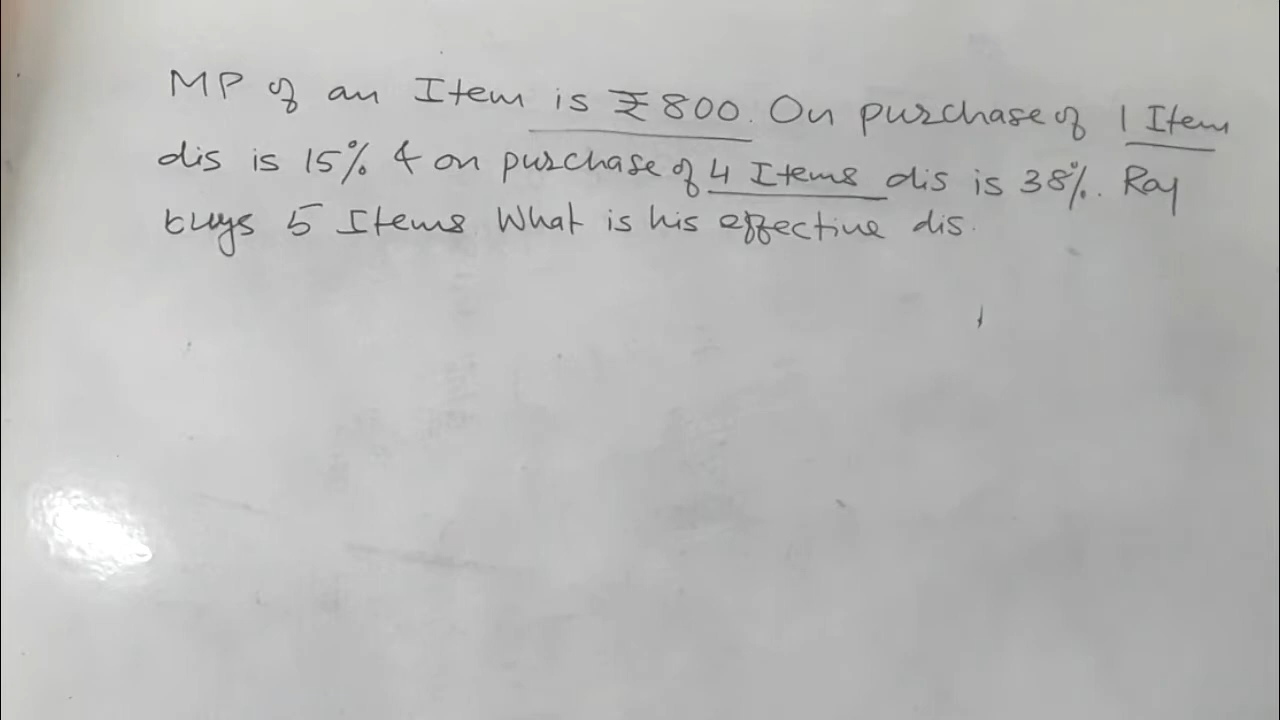 MP of an Item is ₹800. On purchase of 1 Item
dis is 15% & on purchase of 4 Items dis is 38%. Raj
buys 5 Items. What is his effective dis.